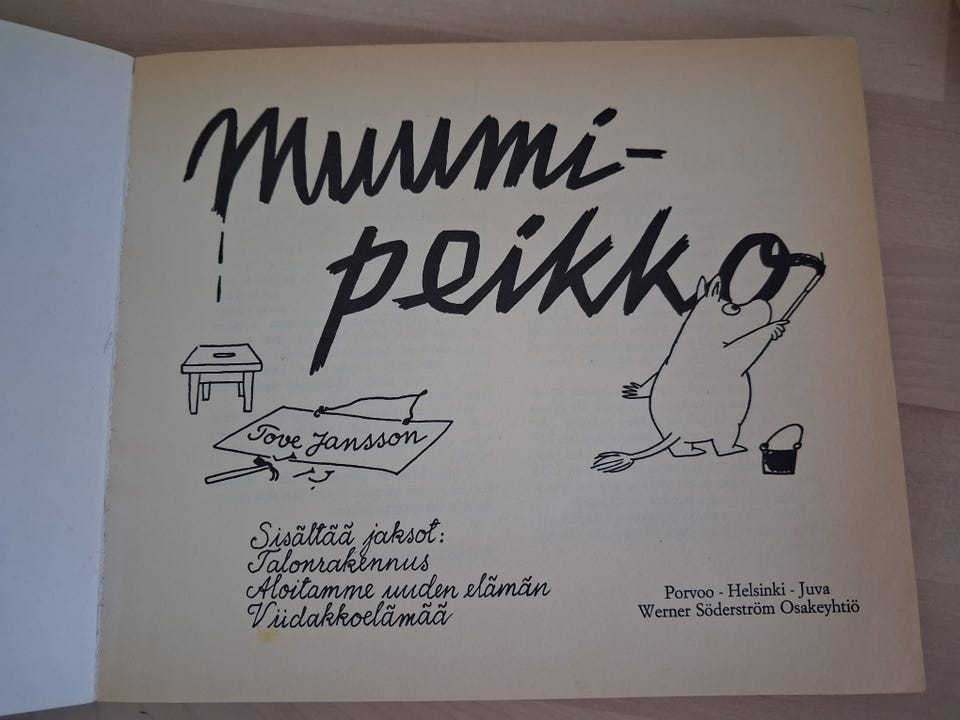 Muumi-
peikko
Tove Jansson
Sisältää jaksot:
Talonrakennus
Aloitamme uuden elämän
Viidakkoelämää
Porvoo - Helsinki - Juva
Werner Söderström Osakeyhtiö